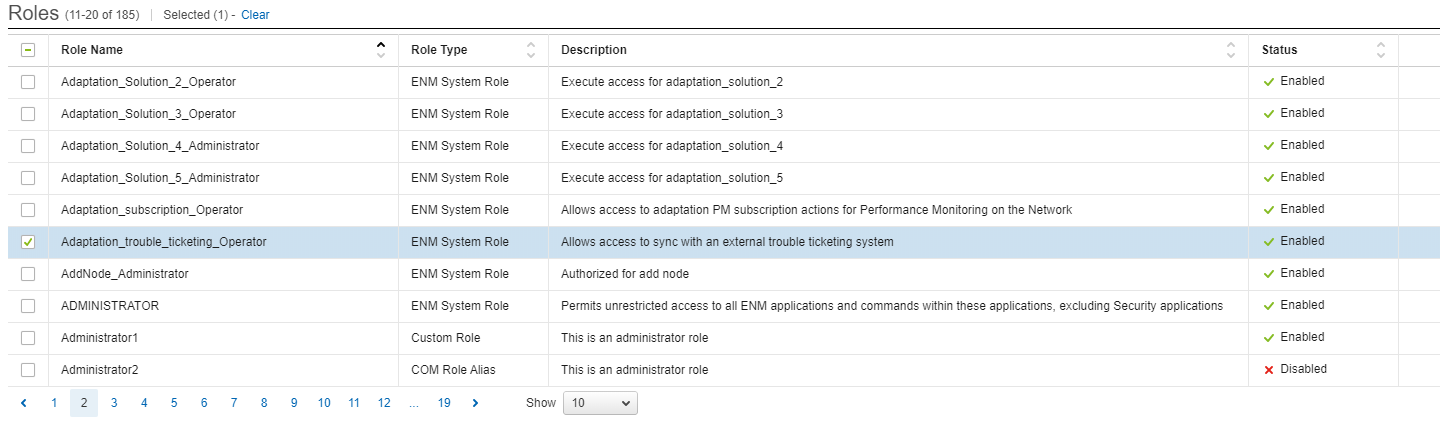 Roles (11-20 of 185) Selected (1) - Clear
Role Name Role Type Description Status
Adaptation_Solution_2_Operator ENM System Role Execute access for adaptation_solution_2 Enabled
Adaptation_Solution_3_Operator ENM System Role Execute access for adaptation_solution_3 Enabled
Adaptation_Solution_4_Administrator ENM System Role Execute access for adaptation_solution_4 Enabled
Adaptation_Solution_5_Administrator ENM System Role Execute access for adaptation_solution_5 Enabled
Adaptation_subscription_Operator ENM System Role Allows access to adaptation PM subscription actions for Performance Monitoring on the Network Enabled
Adaptation_trouble_ticketing_Operator ENM System Role Allows access to sync with an external trouble ticketing system Enabled
AddNode_Administrator ENM System Role Authorized for add node Enabled
ADMINISTRATOR ENM System Role Permits unrestricted access to all ENM applications and commands within these applications, excluding Security applications Enabled
Administrator1 Custom Role This is an administrator role Enabled
Administrator2 COM Role Alias This is an administrator role Disabled
1 2 3 4 5 6 7 8 9 10 11 12 ... 19 Show 10